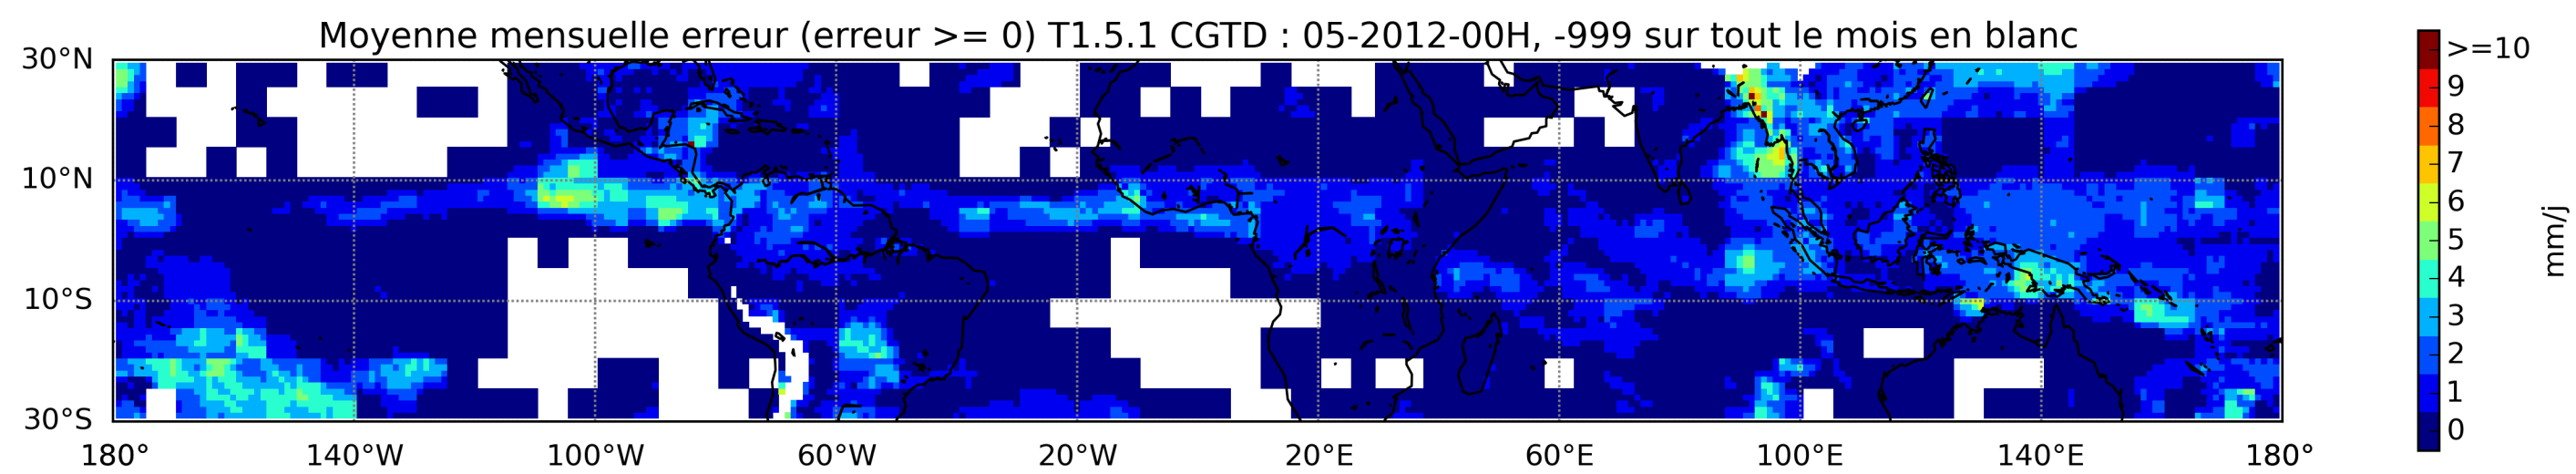 Moyenne mensuelle erreur (erreur >= 0) T1.5.1 CGTD : 05-2012-00H, -999 sur tout le mois en blanc
30°N
10°N
10°S
30°S
180° 140°W 100°W 60°W 20°W 20°E 60°E 100°E 140°E 180°
>=10
9
8
7
6
5
4
3
2
1
0
mm/j